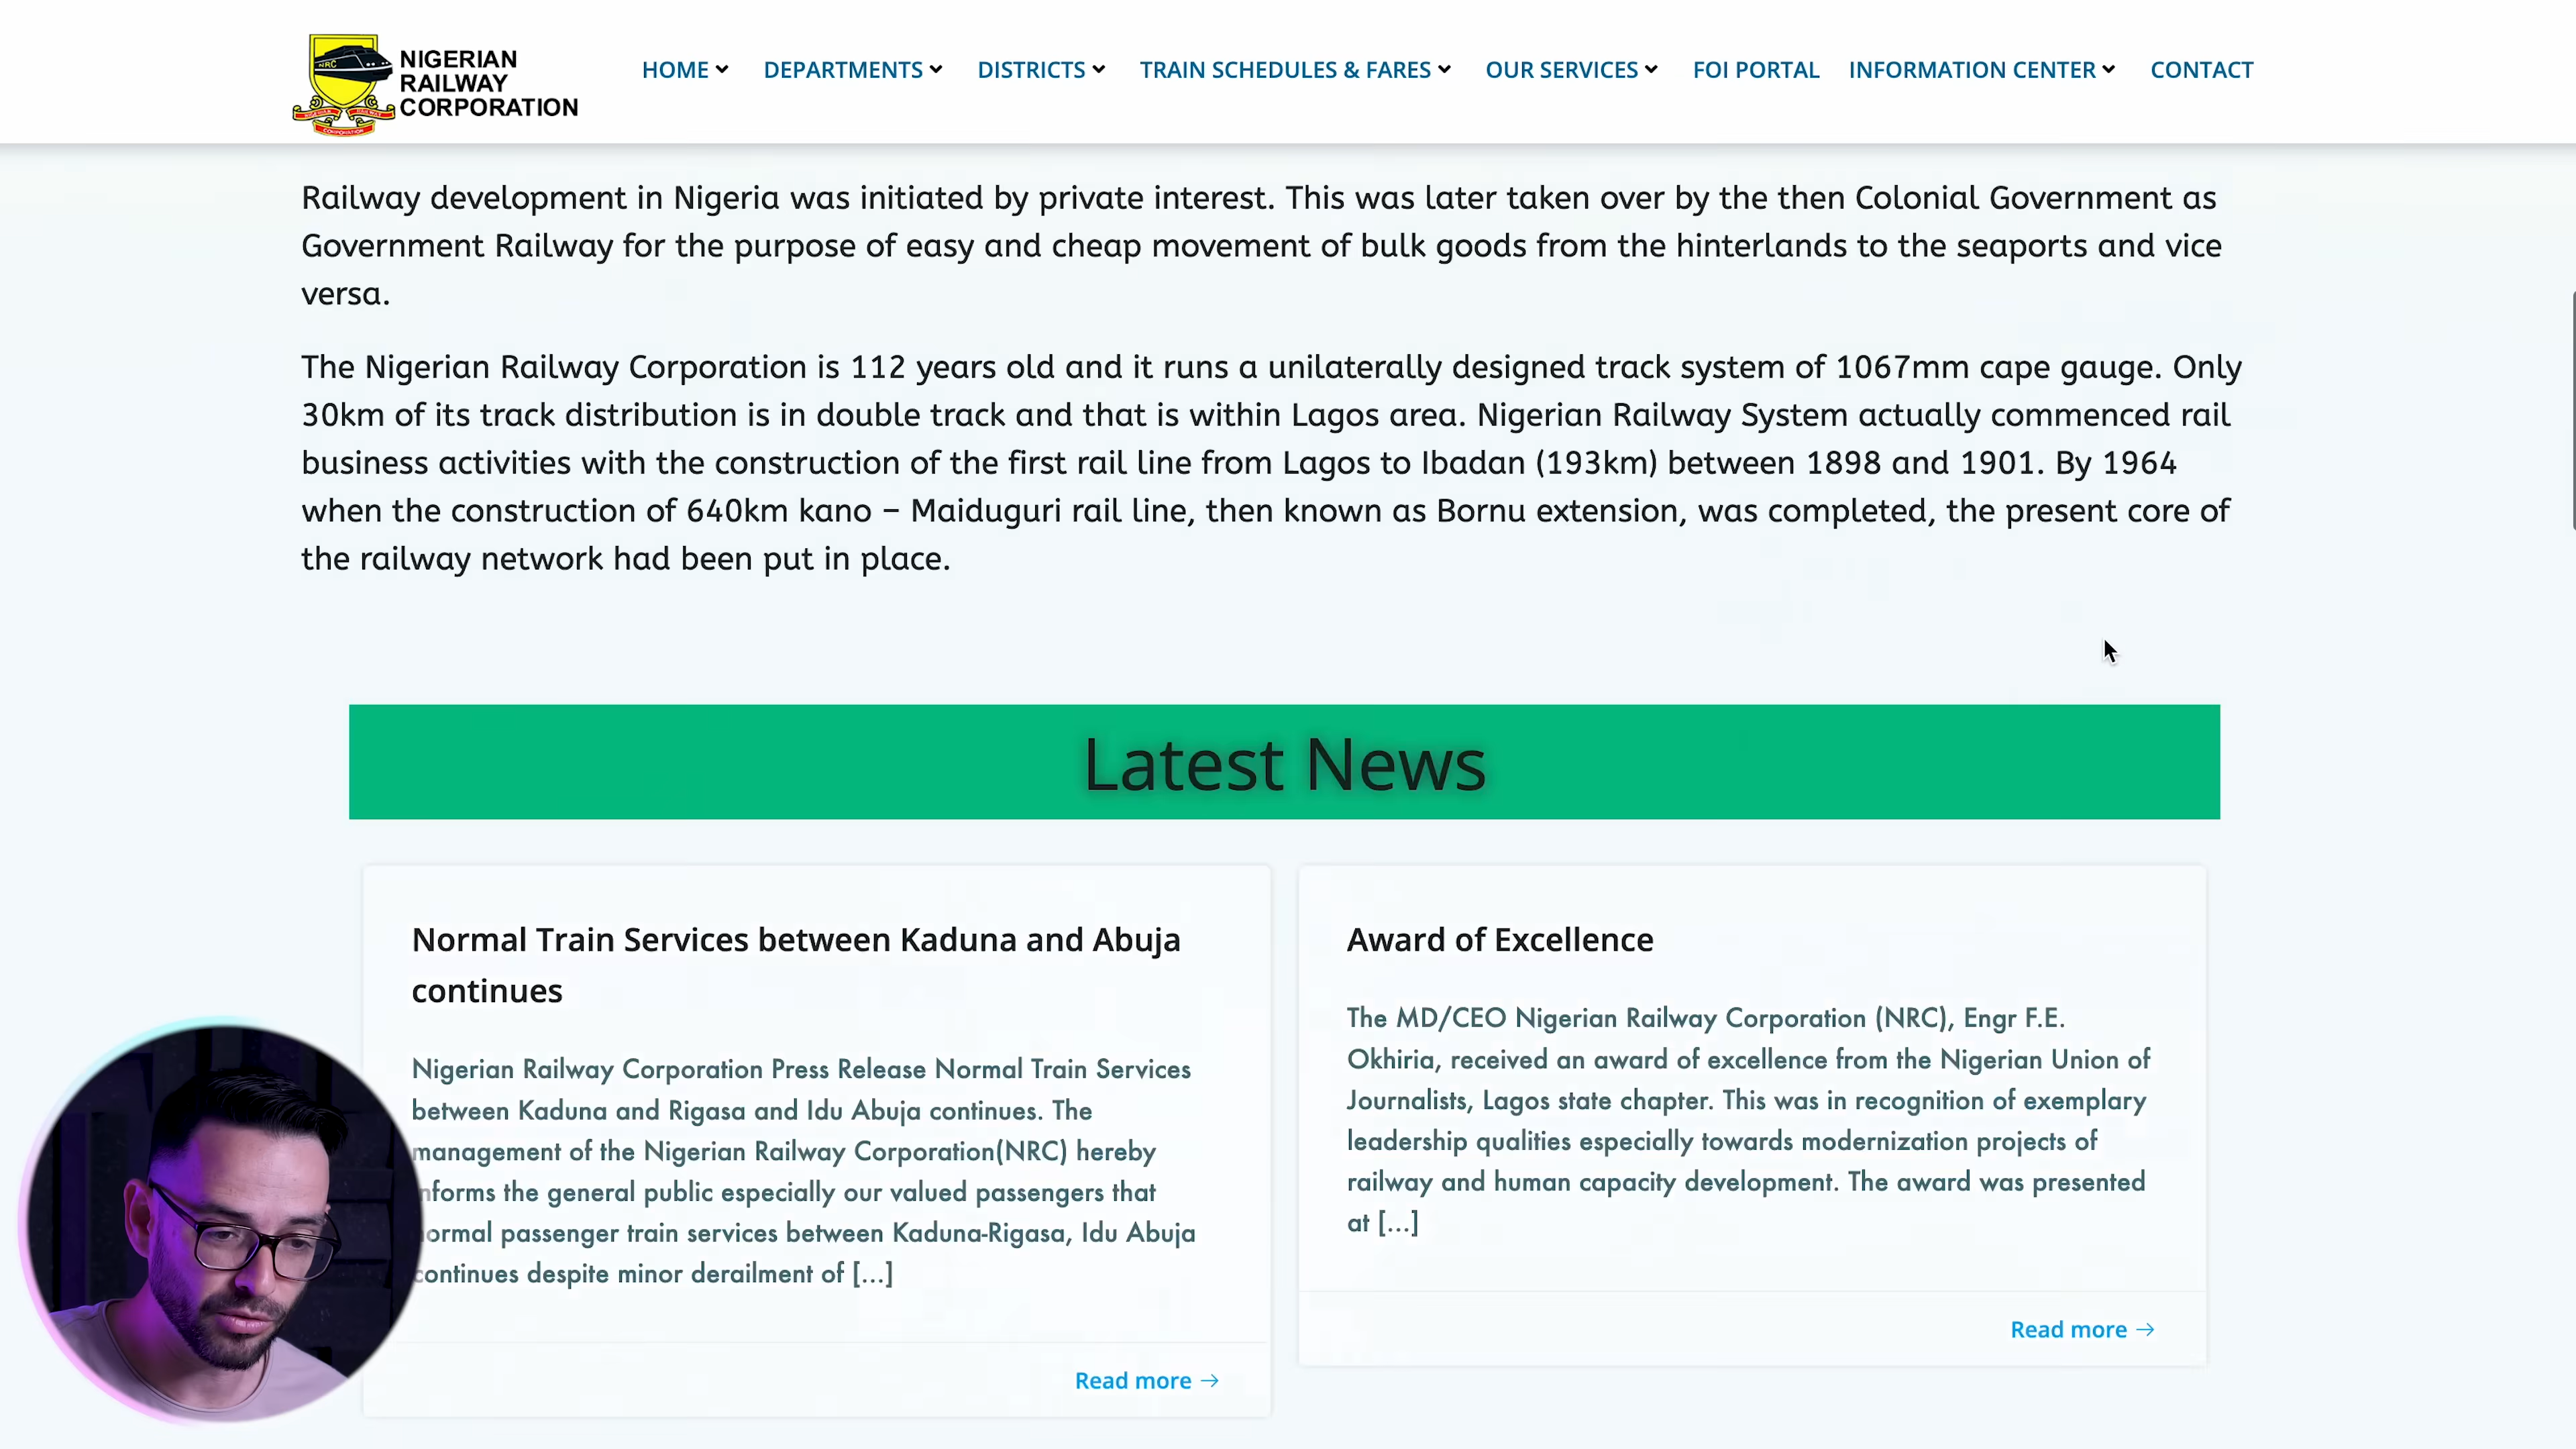 NRC
NIGERIAN
RAILWAY
CORPORATION
HOME
DEPARTMENTS
DISTRICTS
TRAIN SCHEDULES & FARES
OUR SERVICES
FOI PORTAL
INFORMATION CENTER
CONTACT
Railway development in Nigeria was initiated by private interest. This was later taken over by the then Colonial Government as
Government Railway for the purpose of easy and cheap movement of bulk goods from the hinterlands to the seaports and vice
versa.
The Nigerian Railway Corporation is 112 years old and it runs a unilaterally designed track system of 1067mm cape gauge. Only
30km of its track distribution is in double track and that is within Lagos area. Nigerian Railway System actually commenced rail
business activities with the construction of the first rail line from Lagos to Ibadan (193km) between 1898 and 1901. By 1964
when the construction of 640km kano – Maiduguri rail line, then known as Bornu extension, was completed, the present core of
the railway network had been put in place.
Latest News
Normal Train Services between Kaduna and Abuja
continues
Nigerian Railway Corporation Press Release Normal Train Services
between Kaduna and Rigasa and Idu Abuja continues. The
management of the Nigerian Railway Corporation(NRC) hereby
nforms the general public especially our valued passengers that
ormal passenger train services between Kaduna-Rigasa, Idu Abuja
continues despite minor derailment of [...]
Read more →
Award of Excellence
The MD/CEO Nigerian Railway Corporation (NRC), Engr F.E.
Okhiria, received an award of excellence from the Nigerian Union of
Journalists, Lagos state chapter. This was in recognition of exemplary
leadership qualities especially towards modernization projects of
railway and human capacity development. The award was presented
at [...]
Read more →